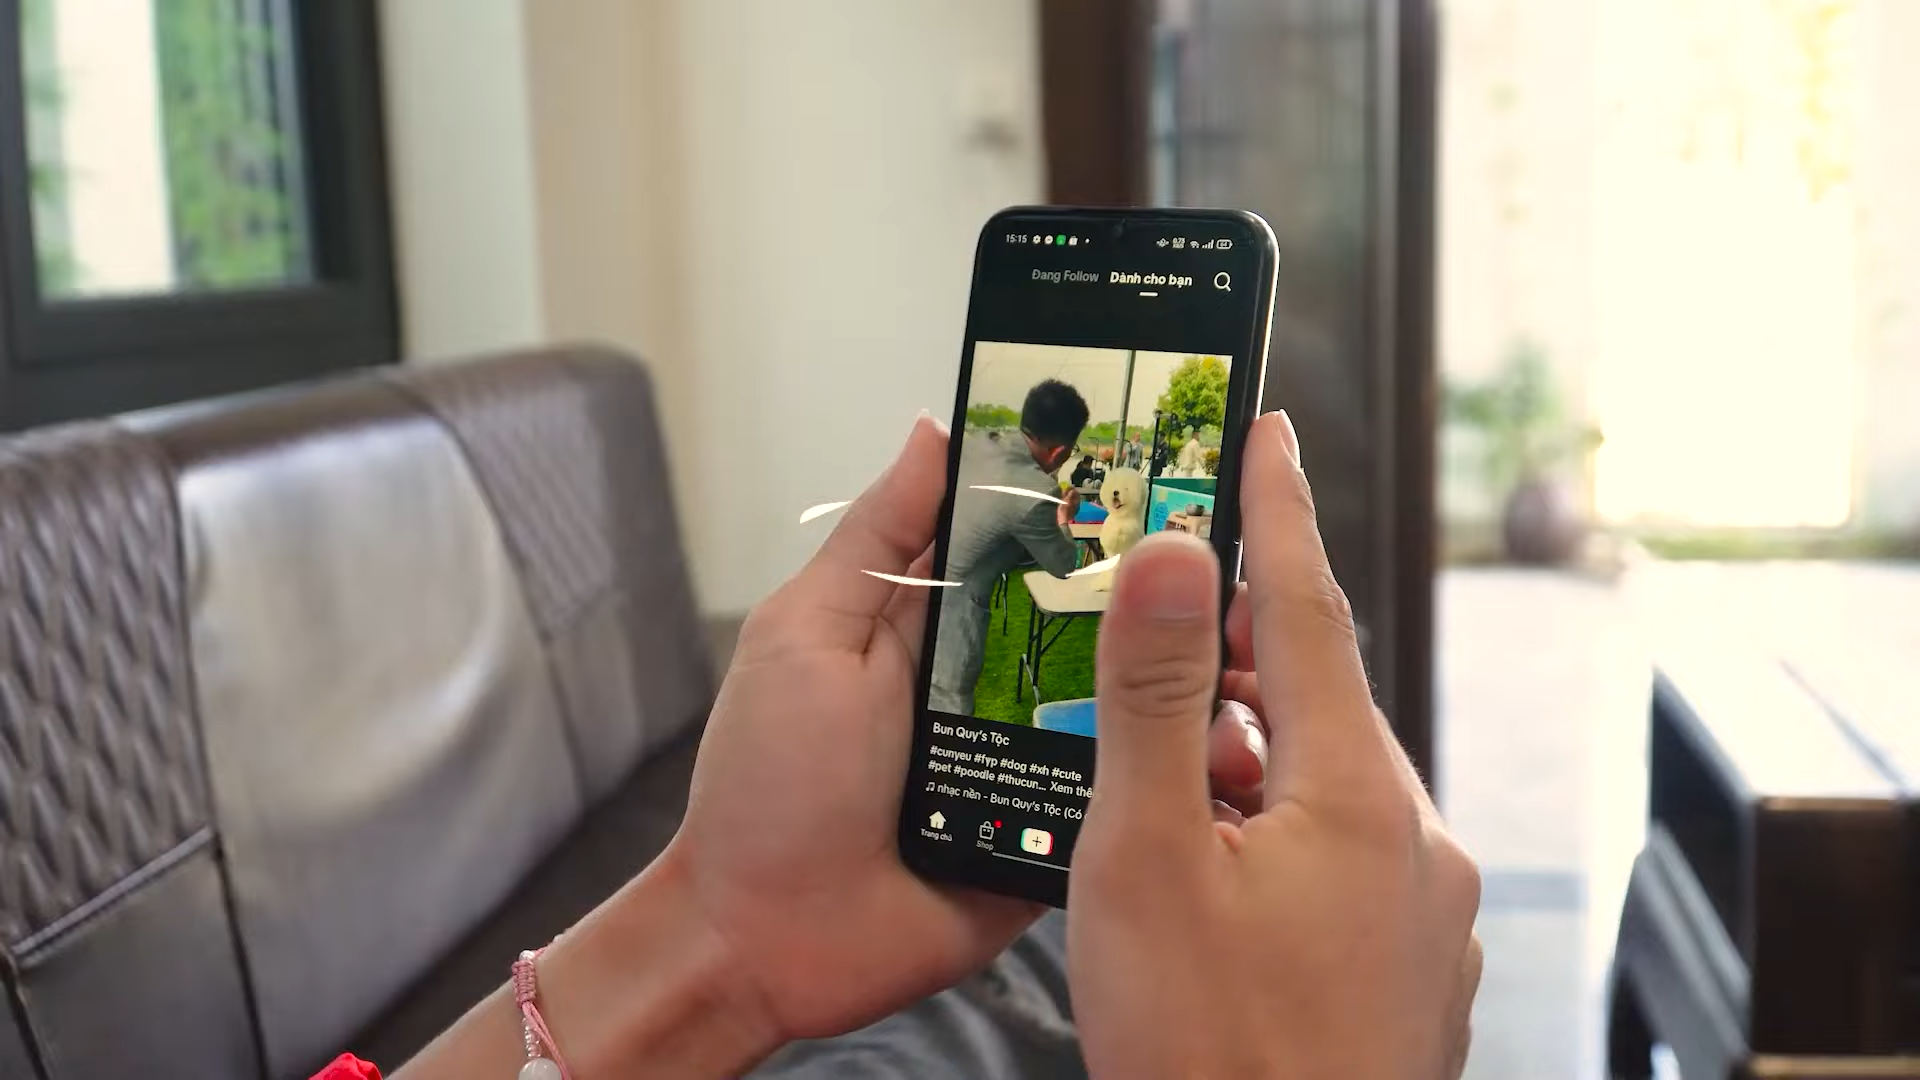 15:15
Đang Follow Dành cho bạn
Bun Quy's Tộc
#cunyeu #fyp #dog #xh #cute
#pet #poodle #thucun... Xem thê
nhạc nền - Bun Quy's Tộc (Có
Trang chủ
Shop